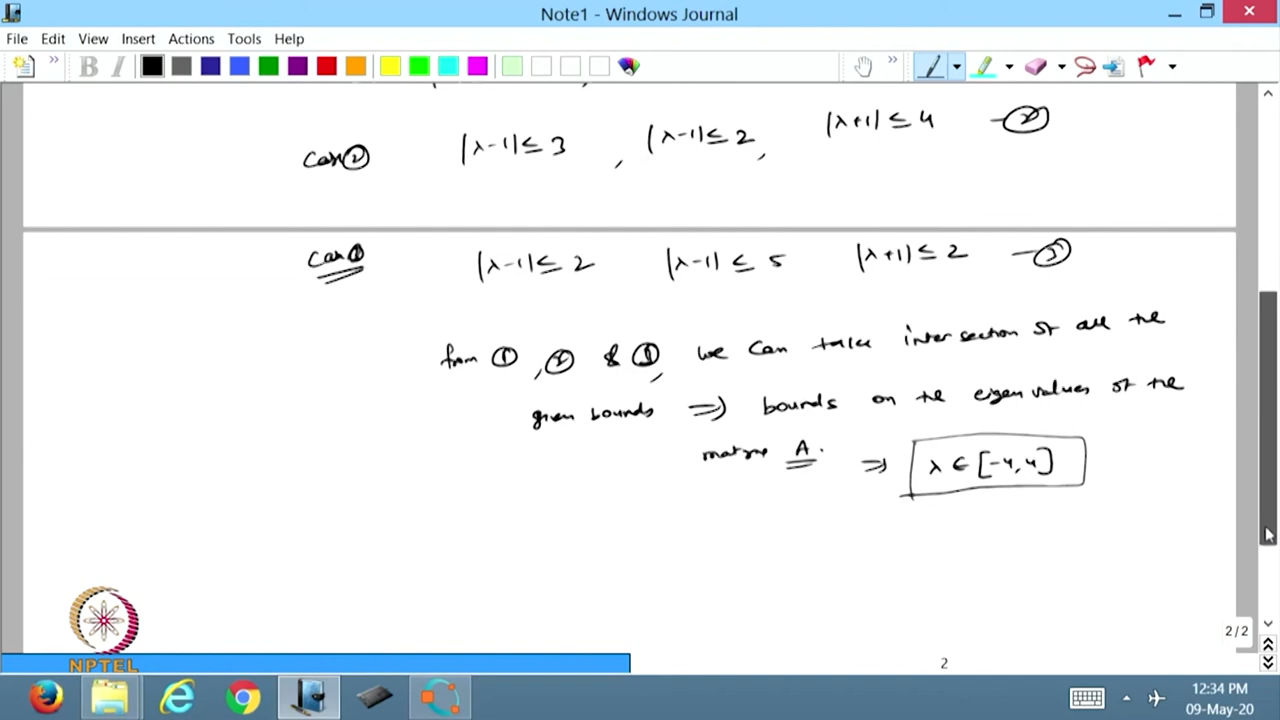 Note1 - Windows Journal
File Edit View Insert Actions Tools Help
B I
Case ② |λ-1| ≤ 3 , |λ-1| ≤ 2 , |λ+1| ≤ 4 —②
Case |λ-1| ≤ 2 |λ-1| ≤ 5 |λ+1| ≤ 2 —③
from ①, ② & ③, we can take intersection of all the
given bounds ⇒) bounds on the eigen values of the
matrix A. ⇒ λ ∈ [-4, 4]
2 / 2
NPTEL
2
12:34 PM
09-May-20